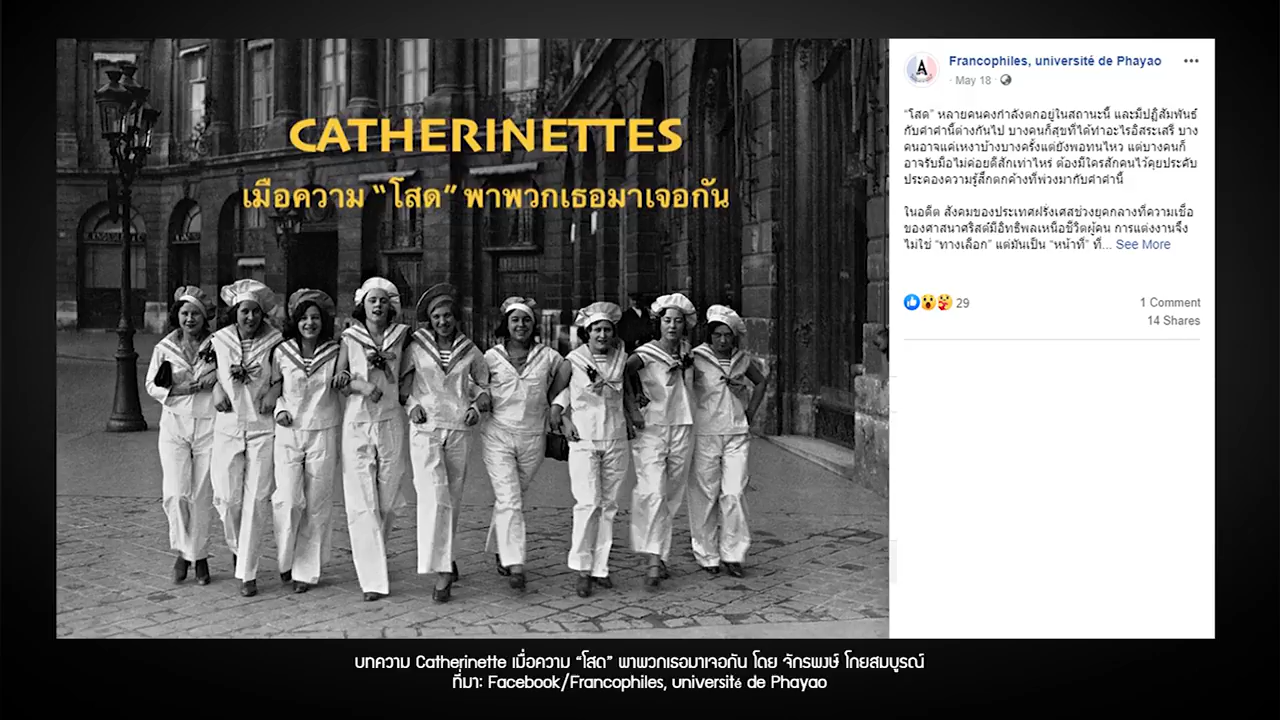 CATHERINETTES
เมื่อความ “โสด” พาพวกเธอมาเจอกัน
Francophiles, université de Phayao
· May 18 ·
“โสด” หลายคนคงกำลังตกอยู่ในสถานะนี้ และมีปฏิสัมพันธ์
กับคำคำนี้ต่างกันไป บางคนก็สุขที่ได้ทำอะไรอิสระเสรี บาง
คนอาจแค่เหงาบ้างบางครั้งแต่ยังพอทนไหว แต่บางคนก็
อาจรับมือไม่ค่อยดีสักเท่าไหร่ ต้องมีใครสักคนไว้คุยประคับ
ประคองความรู้สึกตกค้างที่พ่วงมากับคำคำนี้
ในอดีต สังคมของประเทศฝรั่งเศสช่วงยุคกลางที่ความเชื่อ
ของศาสนาคริสต์มีอิทธิพลเหนือชีวิตผู้คน การแต่งงานจึง
ไม่ใช่ “ทางเลือก” แต่มันเป็น “หน้าที่” ที่... See More
29
1 Comment
14 Shares
บทความ Catherinette เมื่อความ “โสด” พาพวกเธอมาเจอกัน โดย จักรพงษ์ โกยสมบูรณ์
ที่มา: Facebook/Francophiles, université de Phayao